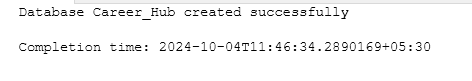 Database Career_Hub created successfully
Completion time: 2024-10-04T11:46:34.2890169+05:30